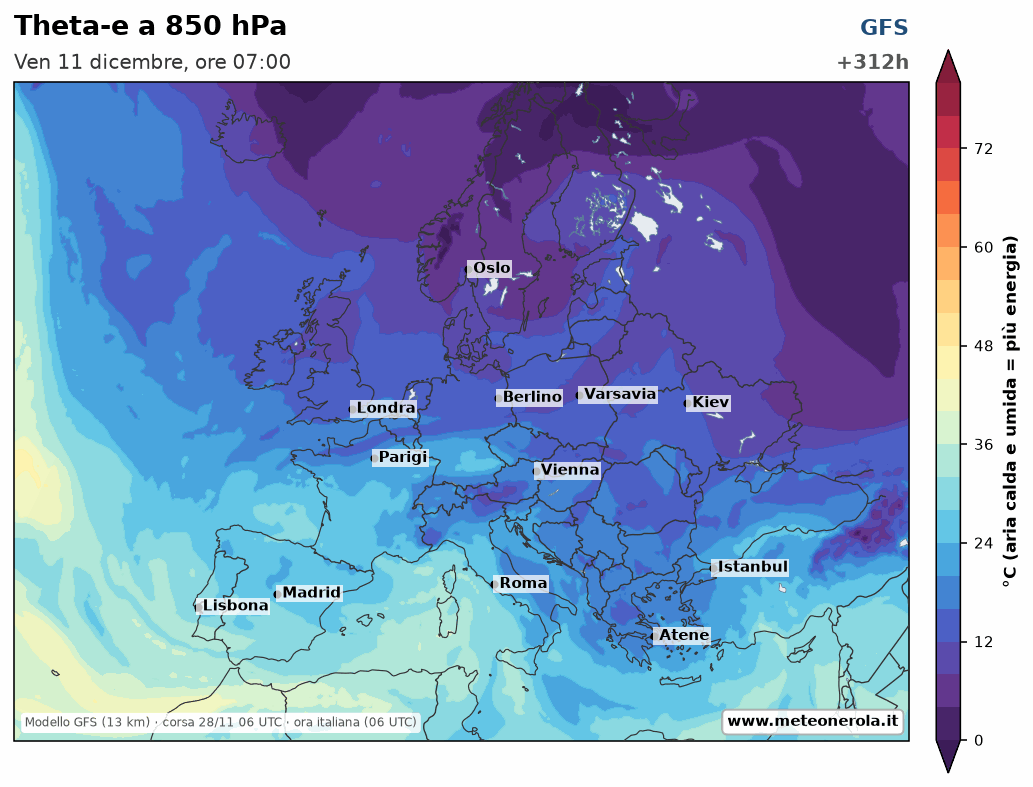 Theta-e a 850 hPa
GFS
Ven 11 dicembre, ore 07:00
+312h
72
60
48
36
24
12
0
°C (aria calda e umida = più energia)
Oslo
Berlino
Varsavia
Kiev
Londra
Parigi
Vienna
Istanbul
Roma
Madrid
Lisbona
Atene
Modello GFS (13 km) · corsa 28/11 06 UTC · ora italiana (06 UTC)
www.meteonerola.it